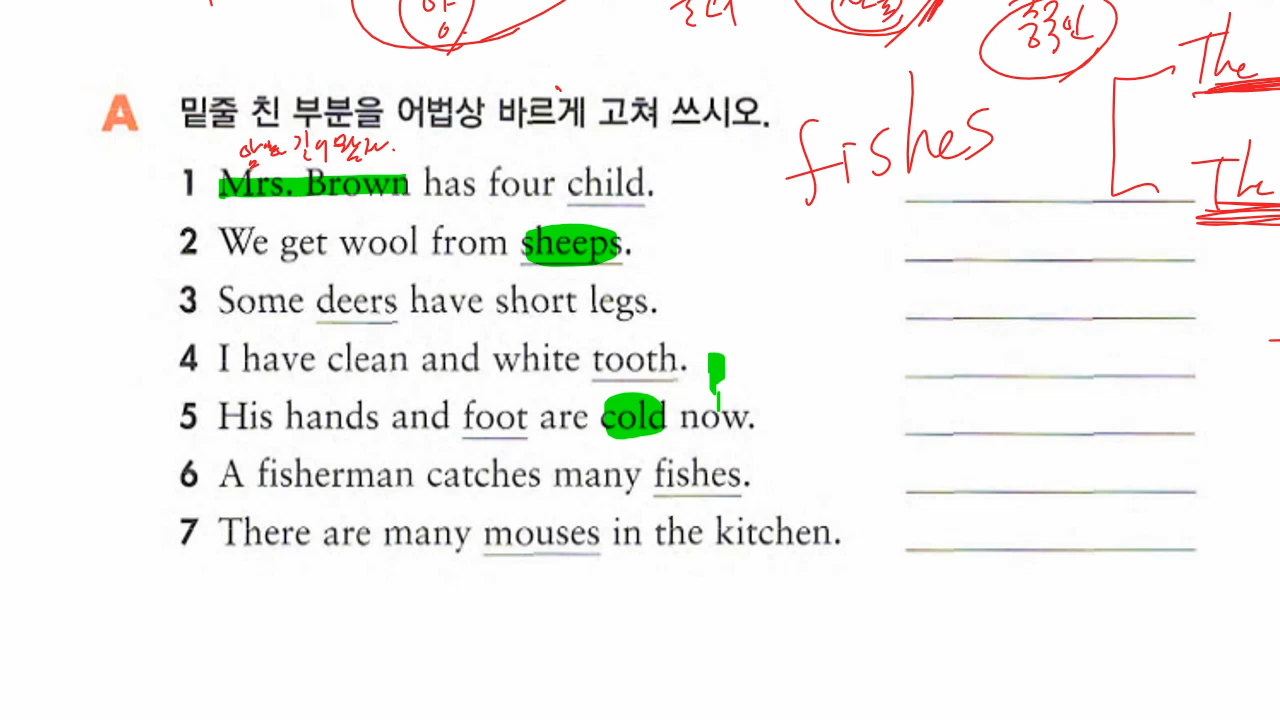 중국인
The
fishes
The
A 밑줄 친 부분을 어법상 바르게 고쳐 쓰시오.
1 Mrs. Brown has four child.
2 We get wool from sheeps.
3 Some deers have short legs.
4 I have clean and white tooth.
5 His hands and foot are cold now.
6 A fisherman catches many fishes.
7 There are many mouses in the kitchen.